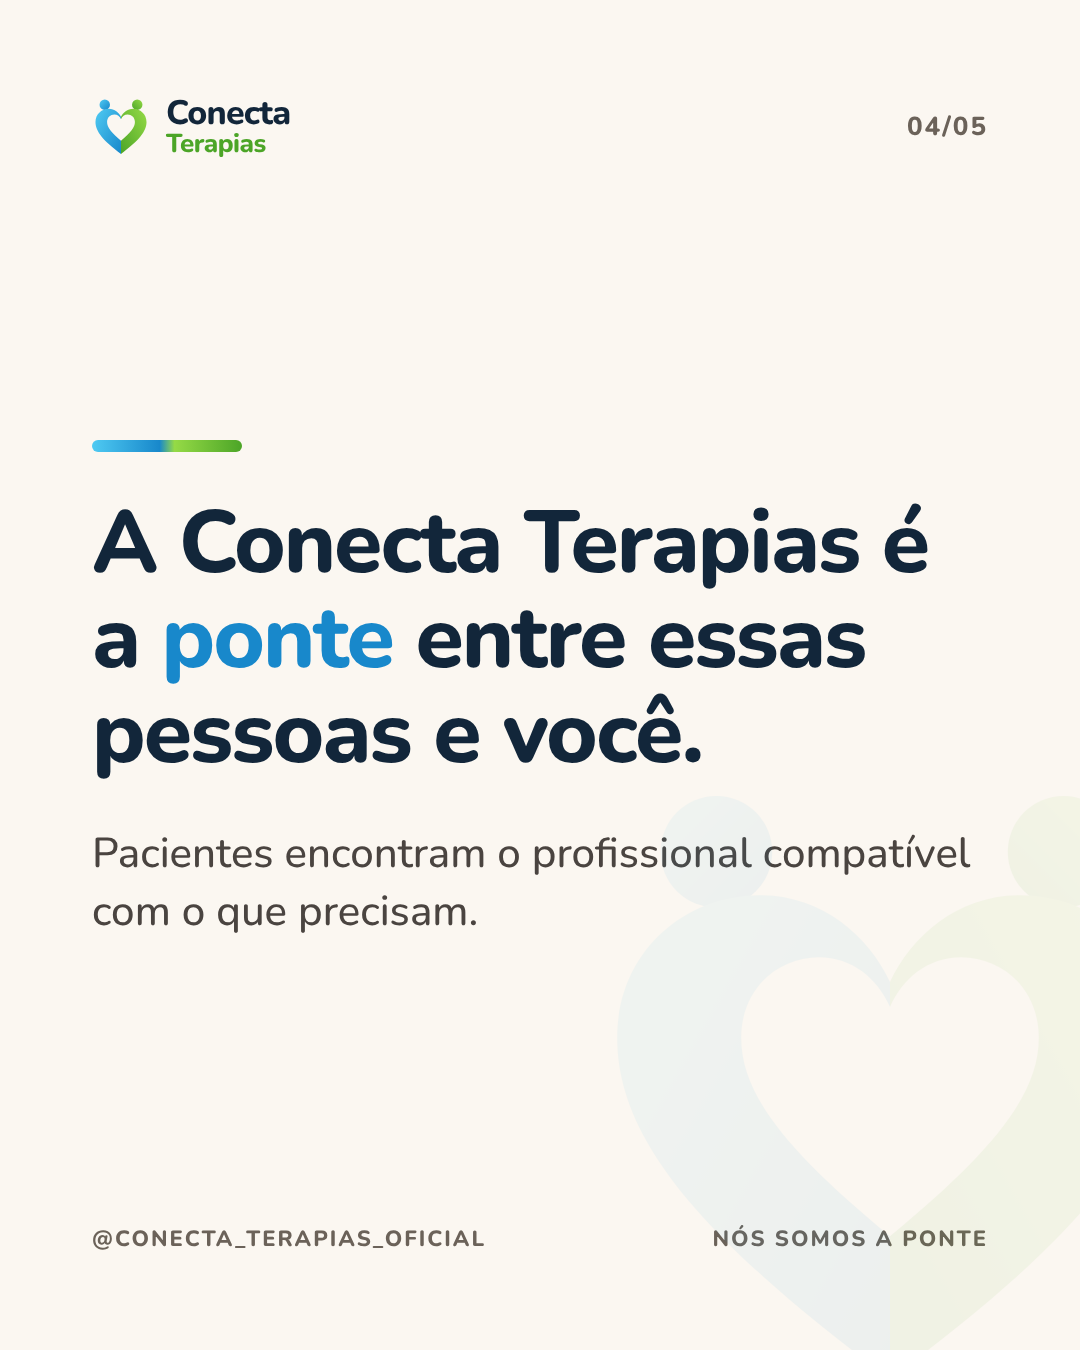 Conecta
Terapias
04/05
A Conecta Terapias é
a ponte entre essas
pessoas e você.
Pacientes encontram o profissional compatível
com o que precisam.
@CONECTA_TERAPIAS_OFICIAL
NÓS SOMOS A PONTE